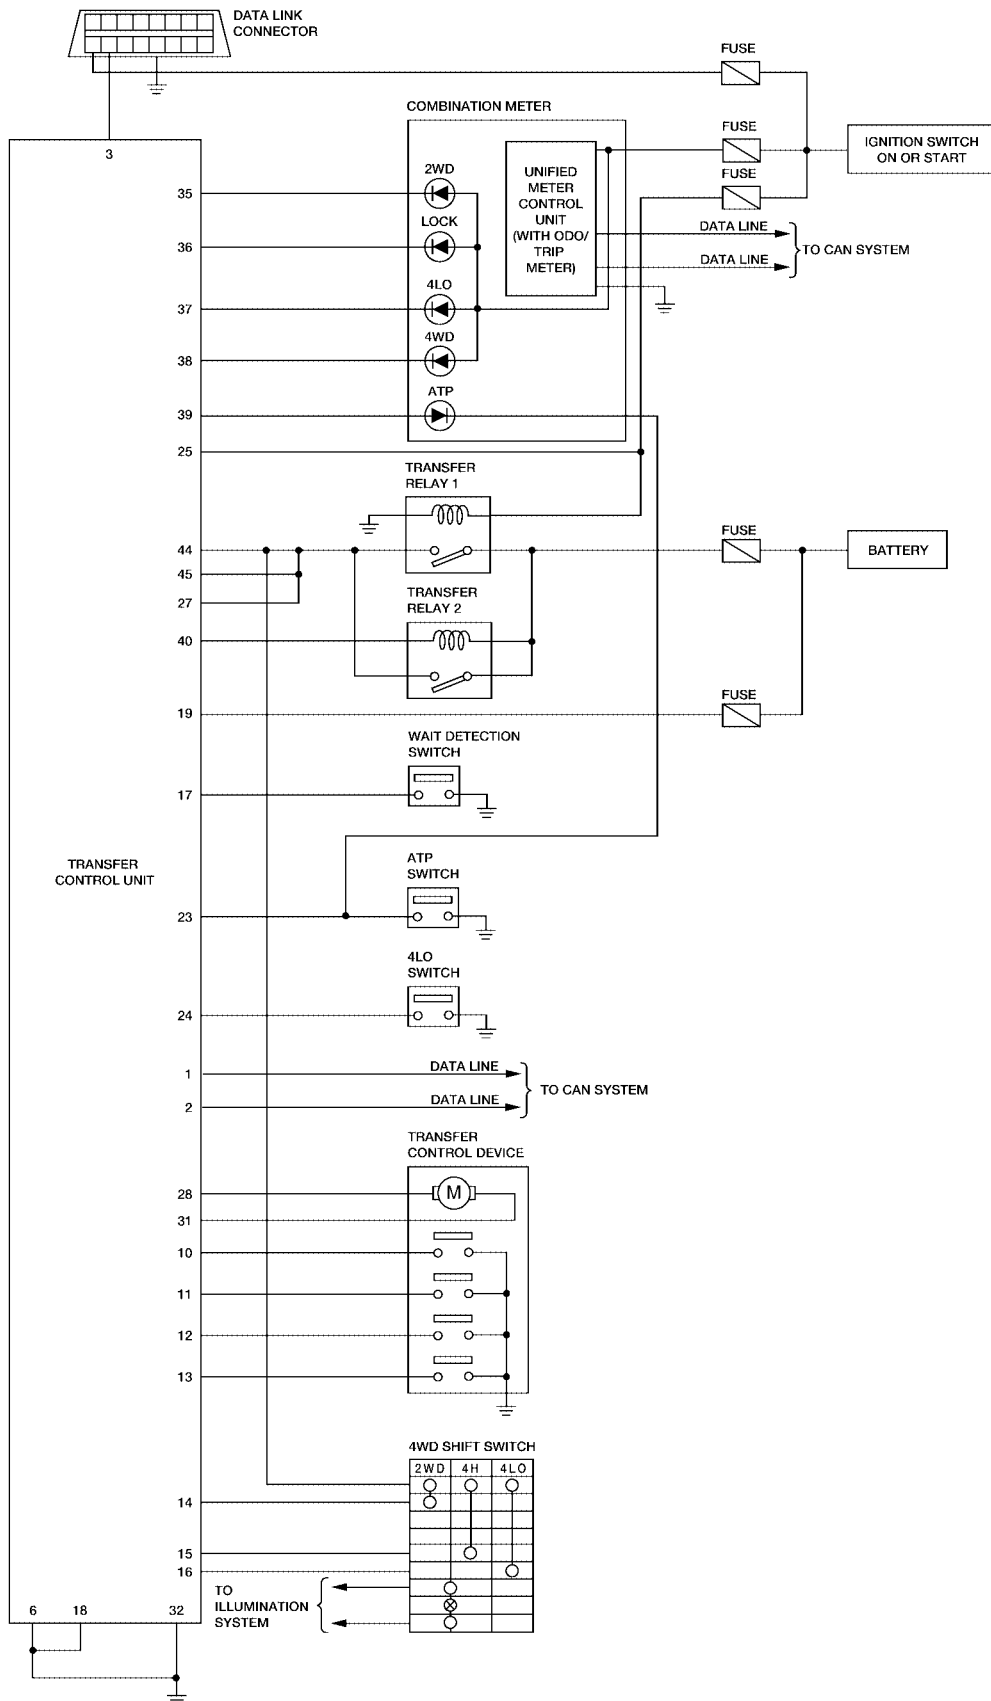 DATA LINK
CONNECTOR
FUSE
COMBINATION METER
FUSE
IGNITION SWITCH
ON OR START
3
UNIFIED
METER
CONTROL
UNIT
(WITH ODO/
TRIP
METER)
2WD
35
FUSE
LOCK
DATA LINE
36
TO CAN SYSTEM
DATA LINE
4LO
37
4WD
38
ATP
39
25
TRANSFER
RELAY 1
FUSE
44
BATTERY
45
TRANSFER
RELAY 2
27
40
FUSE
19
WAIT DETECTION
SWITCH
17
TRANSFER
CONTROL UNIT
ATP
SWITCH
23
4LO
SWITCH
24
DATA LINE
1
TO CAN SYSTEM
DATA LINE
2
TRANSFER
CONTROL DEVICE
28
M
31
10
11
12
13
4WD SHIFT SWITCH
2WD 4H 4LO
14
15
16
TO
ILLUMINATION
SYSTEM
6 18 32